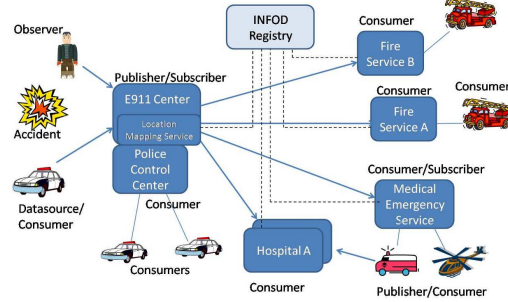 Observer
INFOD
Registry
Consumer
Fire
Service B
Publisher/Subscriber
E911 Center
Location
Mapping Service
Consumer
Fire
Service A
Consumer
Accident
Police
Control
Center
Consumer/Subscriber
Medical
Emergency
Service
Datasource/
Consumer
Consumer
Hospital A
Consumers
Consumer
Publisher/Consumer